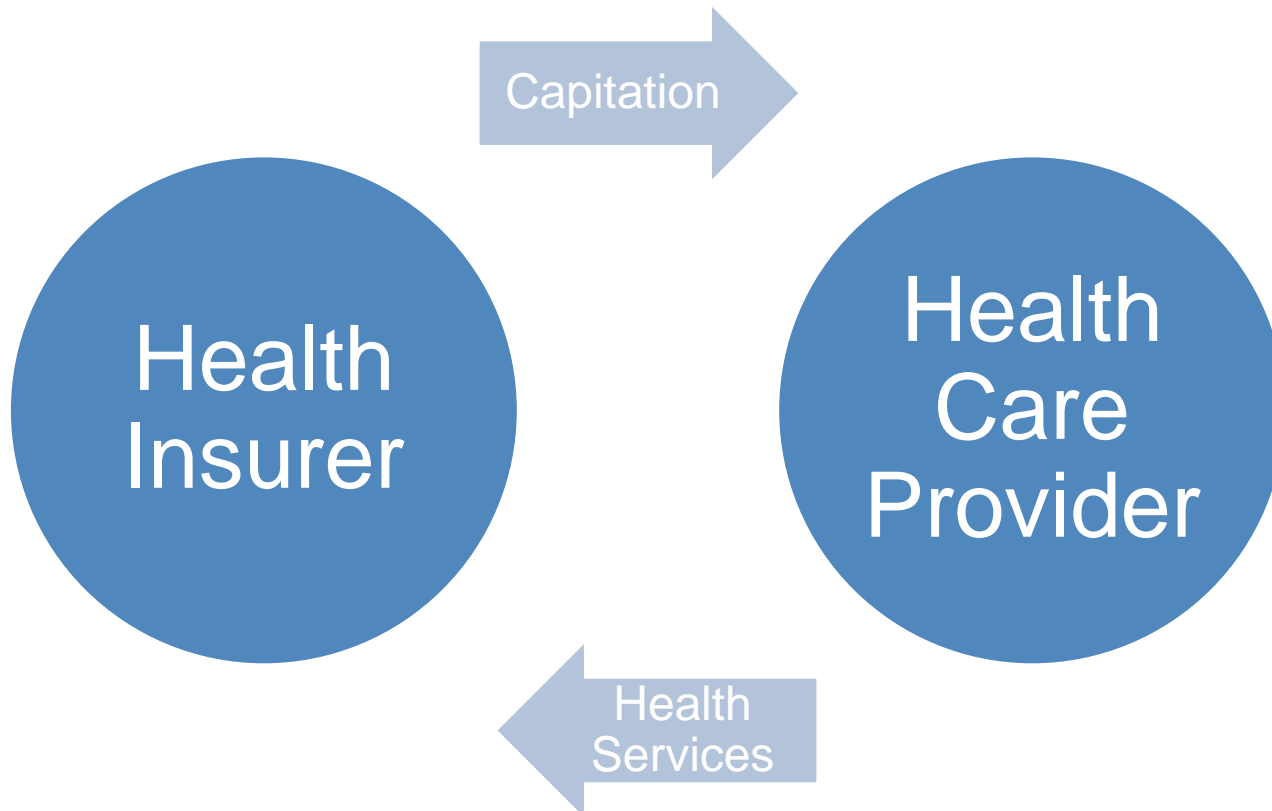 Capitation
Health
Insurer
Health
Care
Provider
Health
Services